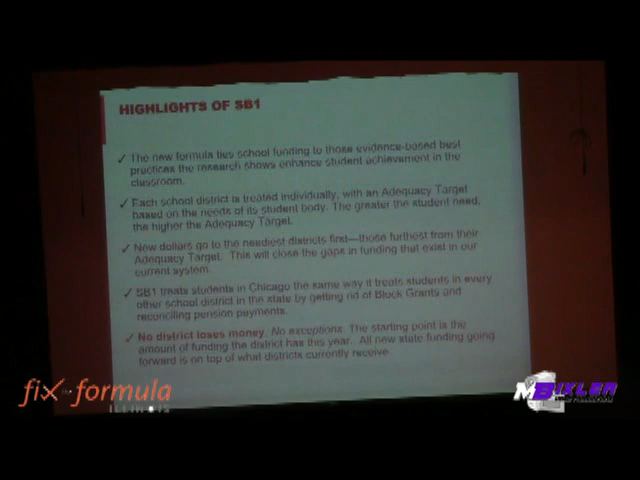 HIGHLIGHTS OF SB1
✓ The new formula ties school funding to those evidence-based best
practices the research shows enhance student achievement in the
classroom.
✓ Each school district is treated individually, with an Adequacy Target
based on the needs of its student body. The greater the student need,
the higher the Adequacy Target.
✓ New dollars go to the neediest districts first—those furthest from their
Adequacy Target. This will close the gaps in funding that exist in our
current system.
✓ SB1 treats students in Chicago the same way it treats students in every
other school district in the state by getting rid of Block Grants and
reconciling pension payments.
✓ No district loses money. No exceptions. The starting point is the
amount of funding the district has this year. All new state funding going
forward is on top of what districts currently receive.
fix the formula
ILLINOIS
MBIXLER